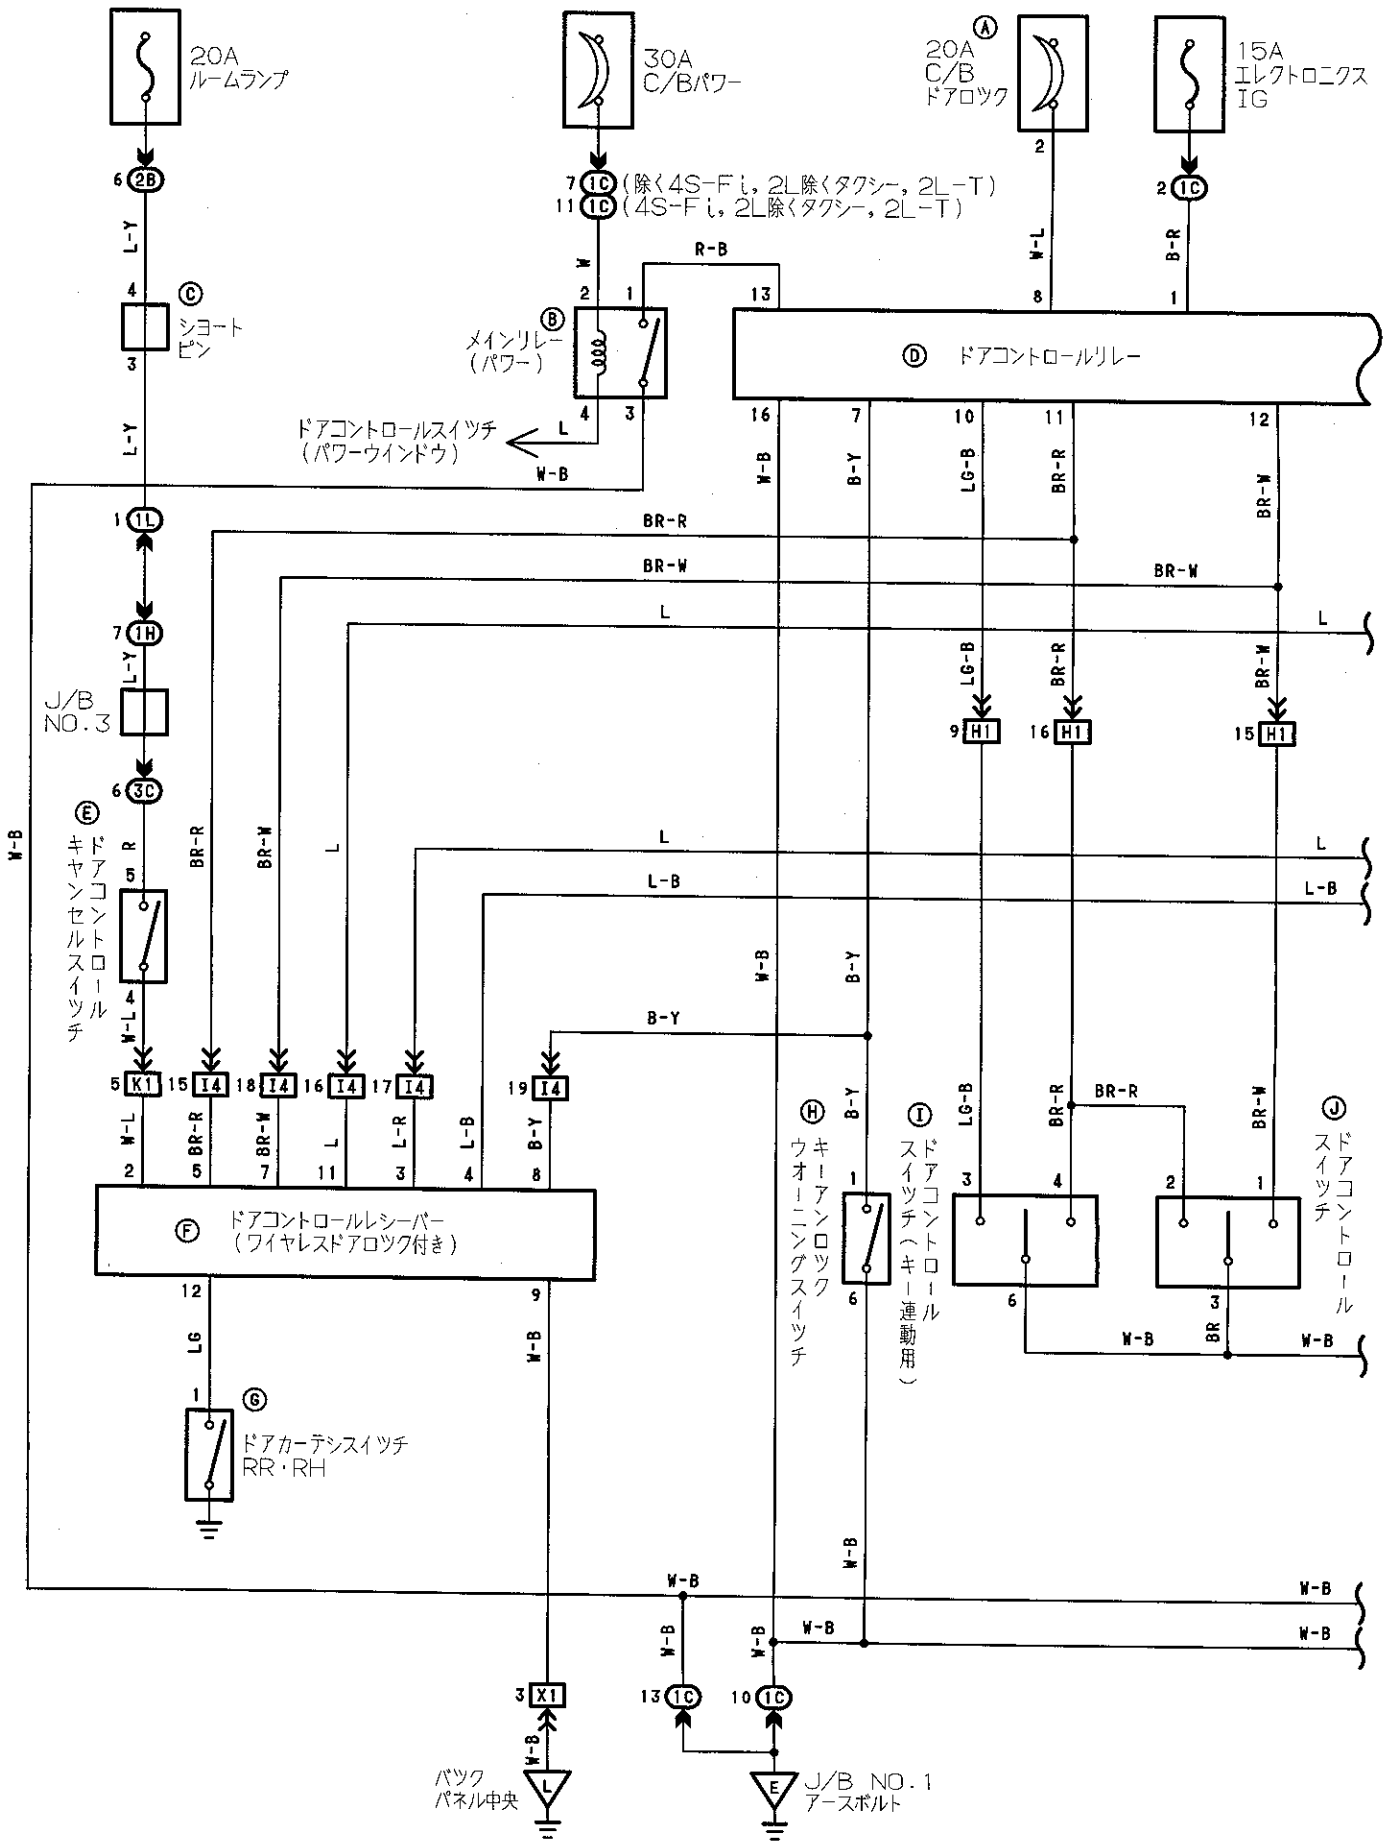 20A
ルームランプ
30A
C/Bパワー
A
20A
C/B
ドアロツク
15A
エレクトロニクス
IG
2
6 2B
7 1C (除く4S-Fi, 2L除くタクシー, 2L-T)
11 1C (4S-Fi, 2L除くタクシー, 2L-T)
2 1C
L-Y
W
R-B
W-L
B-R
4
C
シヨート
ピン
3
2
1
13
8
1
B
メインリレー
(パワー)
D
ドアコントロールリレー
4
3
16
7
10
11
12
ドアコントロールスイツチ
(パワーウインドウ)
L
W-B
L-Y
W-B
B-Y
LG-B
BR-R
BR-W
1 1L
BR-R
BR-W
BR-W
L
L
7 1H
L-Y
LG-B
BR-R
BR-W
J/B
NO.3
9 H1
16 H1
15 H1
6 3C
E
ドアコントロール
キヤンセルスイツチ
W-B
R
5
BR-R
BR-W
L
L
L
L-B
L-B
4
W-L
W-B
B-Y
B-Y
5 K1
15 I4
18 I4
16 I4
17 I4
19 I4
W-L
BR-R
BR-W
L
L-R
L-B
B-Y
2
5
7
11
3
4
8
H
キーアンロツク
ウオーニングスイツチ
B-Y
I
ドアコントロール
スイツチ(キー連動用)
LG-B
BR-R
BR-R
BR-W
J
ドアコントロール
スイツチ
1
3
4
2
1
F
ドアコントロールレシーバー
(ワイヤレスドアロツク付き)
12
9
6
6
3
LG
W-B
W-B
BR
W-B
1
G
ドアカーテシスイツチ
RR・RH
W-B
W-B
W-B
W-B
W-B
W-B
W-B
3 X1
13 1C
10 1C
W-B
バツク
パネル中央
L
E
J/B NO.1
アースボルト